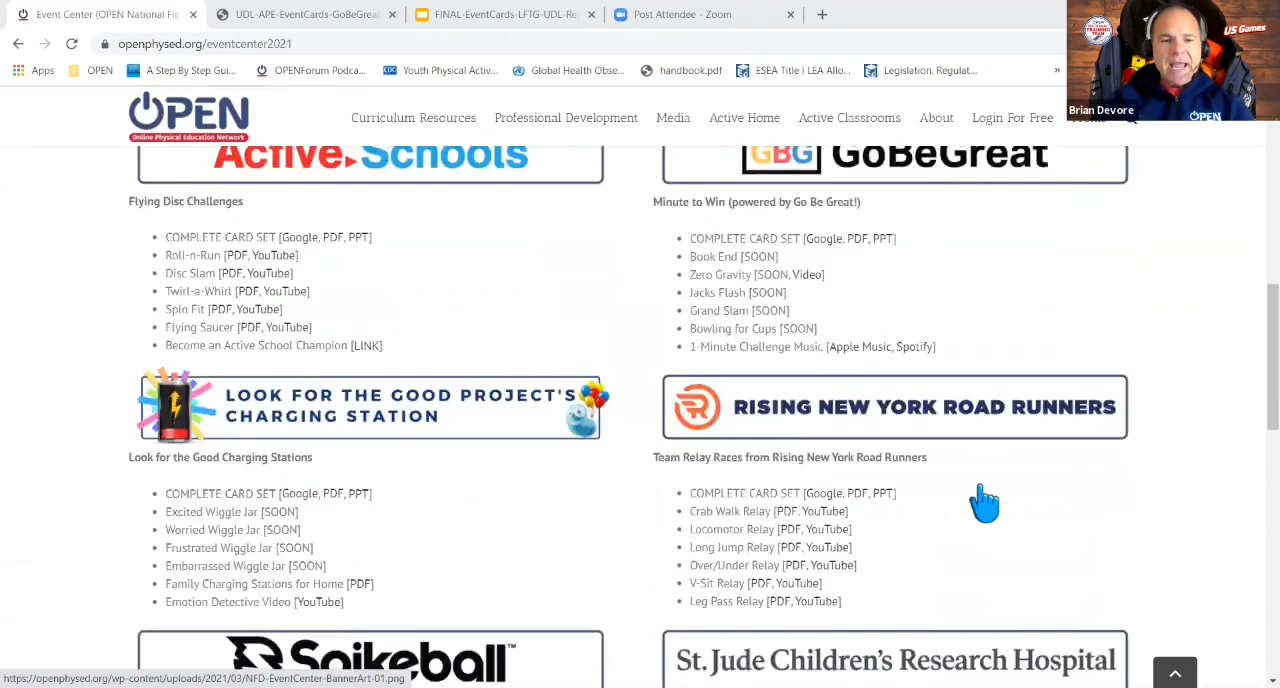 Event Center (OPEN National Fie
UDL-APE-EventCards-GoBeGreat
FINAL-EventCards-LFTG-UDL-Re
Post Attendee - Zoom
openphysed.org/eventcenter2021
US Games
Apps
OPEN
A Step By Step Gui...
OPENForum Podca...
Youth Physical Activ...
Global Health Obse...
handbook.pdf
ESEA Title I LEA Allo...
Legislation, Regulat...
»
OPEN
Brian Devore
OPEN
Online Physical Education Network
Curriculum Resources
Professional Development
Media
Active Home
Active Classrooms
About
Login For Free
Active Schools
GBG GoBeGreat
Flying Disc Challenges
COMPLETE CARD SET [Google, PDF, PPT]
Roll-n-Run [PDF, YouTube]
Disc Slam [PDF, YouTube]
Twirl-a-Whirl [PDF, YouTube]
Spin Fit [PDF, YouTube]
Flying Saucer [PDF, YouTube]
Become an Active School Champion [LINK]
Minute to Win (powered by Go Be Great!)
COMPLETE CARD SET [Google, PDF, PPT]
Book End [SOON]
Zero Gravity [SOON, Video]
Jacks Flash [SOON]
Grand Slam [SOON]
Bowling for Cups [SOON]
1-Minute Challenge Music [Apple Music, Spotify]
LOOK FOR THE GOOD PROJECT'S
CHARGING STATION
RISING NEW YORK ROAD RUNNERS
Look for the Good Charging Stations
COMPLETE CARD SET [Google, PDF, PPT]
Excited Wiggle Jar [SOON]
Worried Wiggle Jar [SOON]
Frustrated Wiggle Jar [SOON]
Embarrassed Wiggle Jar [SOON]
Family Charging Stations for Home [PDF]
Emotion Detective Video [YouTube]
Team Relay Races from Rising New York Road Runners
COMPLETE CARD SET [Google, PDF, PPT]
Crab Walk Relay [PDF, YouTube]
Locomotor Relay [PDF, YouTube]
Long Jump Relay [PDF, YouTube]
Over/Under Relay [PDF, YouTube]
V-Sit Relay [PDF, YouTube]
Leg Pass Relay [PDF, YouTube]
Spikeball™
St. Jude Children's Research Hospital
https://openphysed.org/wp-content/uploads/2021/03/NFD-EventCenter-BannerArt-01.png